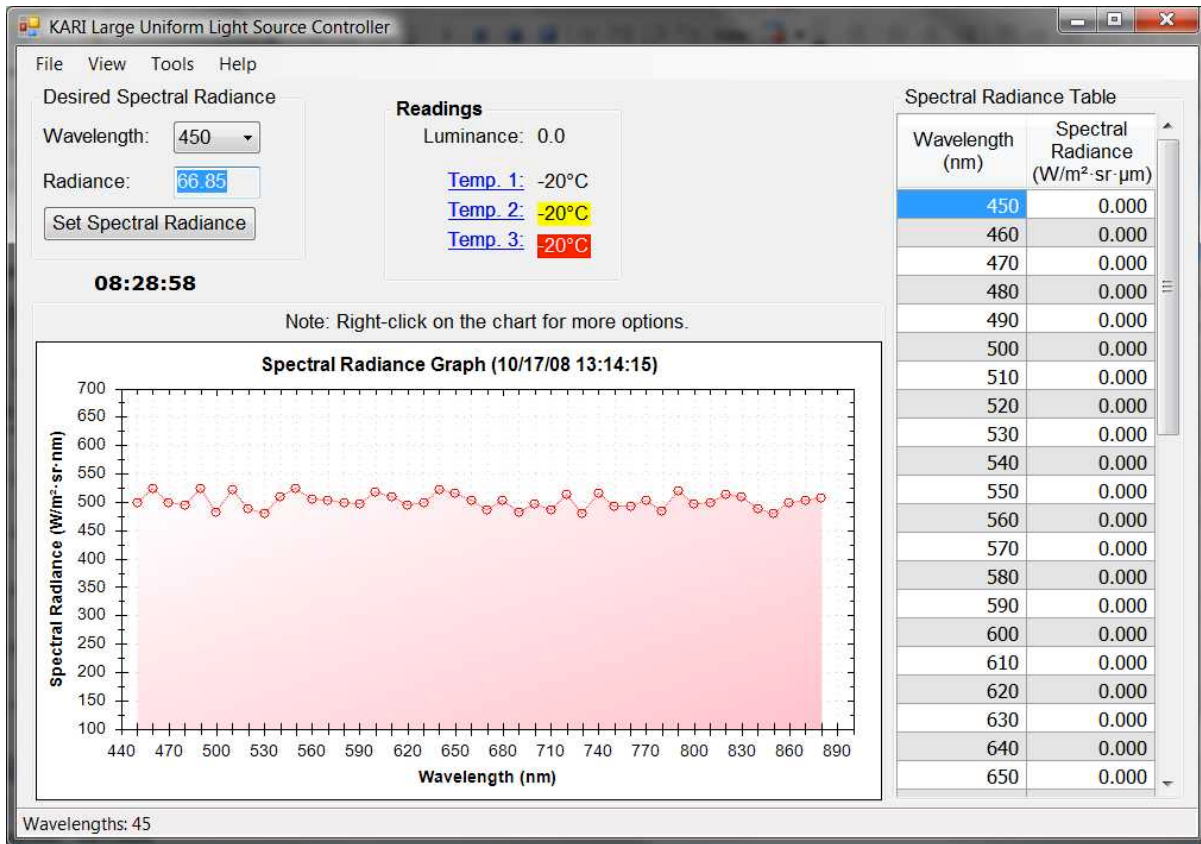 KARI Large Uniform Light Source Controller
File View Tools Help
Desired Spectral Radiance
Wavelength: 450
Radiance: 66.85
Set Spectral Radiance
08:28:58
Readings
Luminance: 0.0
Temp. 1: -20°C
Temp. 2: -20°C
Temp. 3: -20°C
Note: Right-click on the chart for more options.
Spectral Radiance Graph (10/17/08 13:14:15)
Spectral Radiance (W/m²·sr·nm)
700
650
600
550
500
450
400
350
300
250
200
150
100
440 470 500 530 560 590 620 650 680 710 740 770 800 830 860 890
Wavelength (nm)
Spectral Radiance Table
Wavelength (nm) Spectral Radiance (W/m²·sr·µm)
450 0.000
460 0.000
470 0.000
480 0.000
490 0.000
500 0.000
510 0.000
520 0.000
530 0.000
540 0.000
550 0.000
560 0.000
570 0.000
580 0.000
590 0.000
600 0.000
610 0.000
620 0.000
630 0.000
640 0.000
650 0.000
Wavelengths: 45